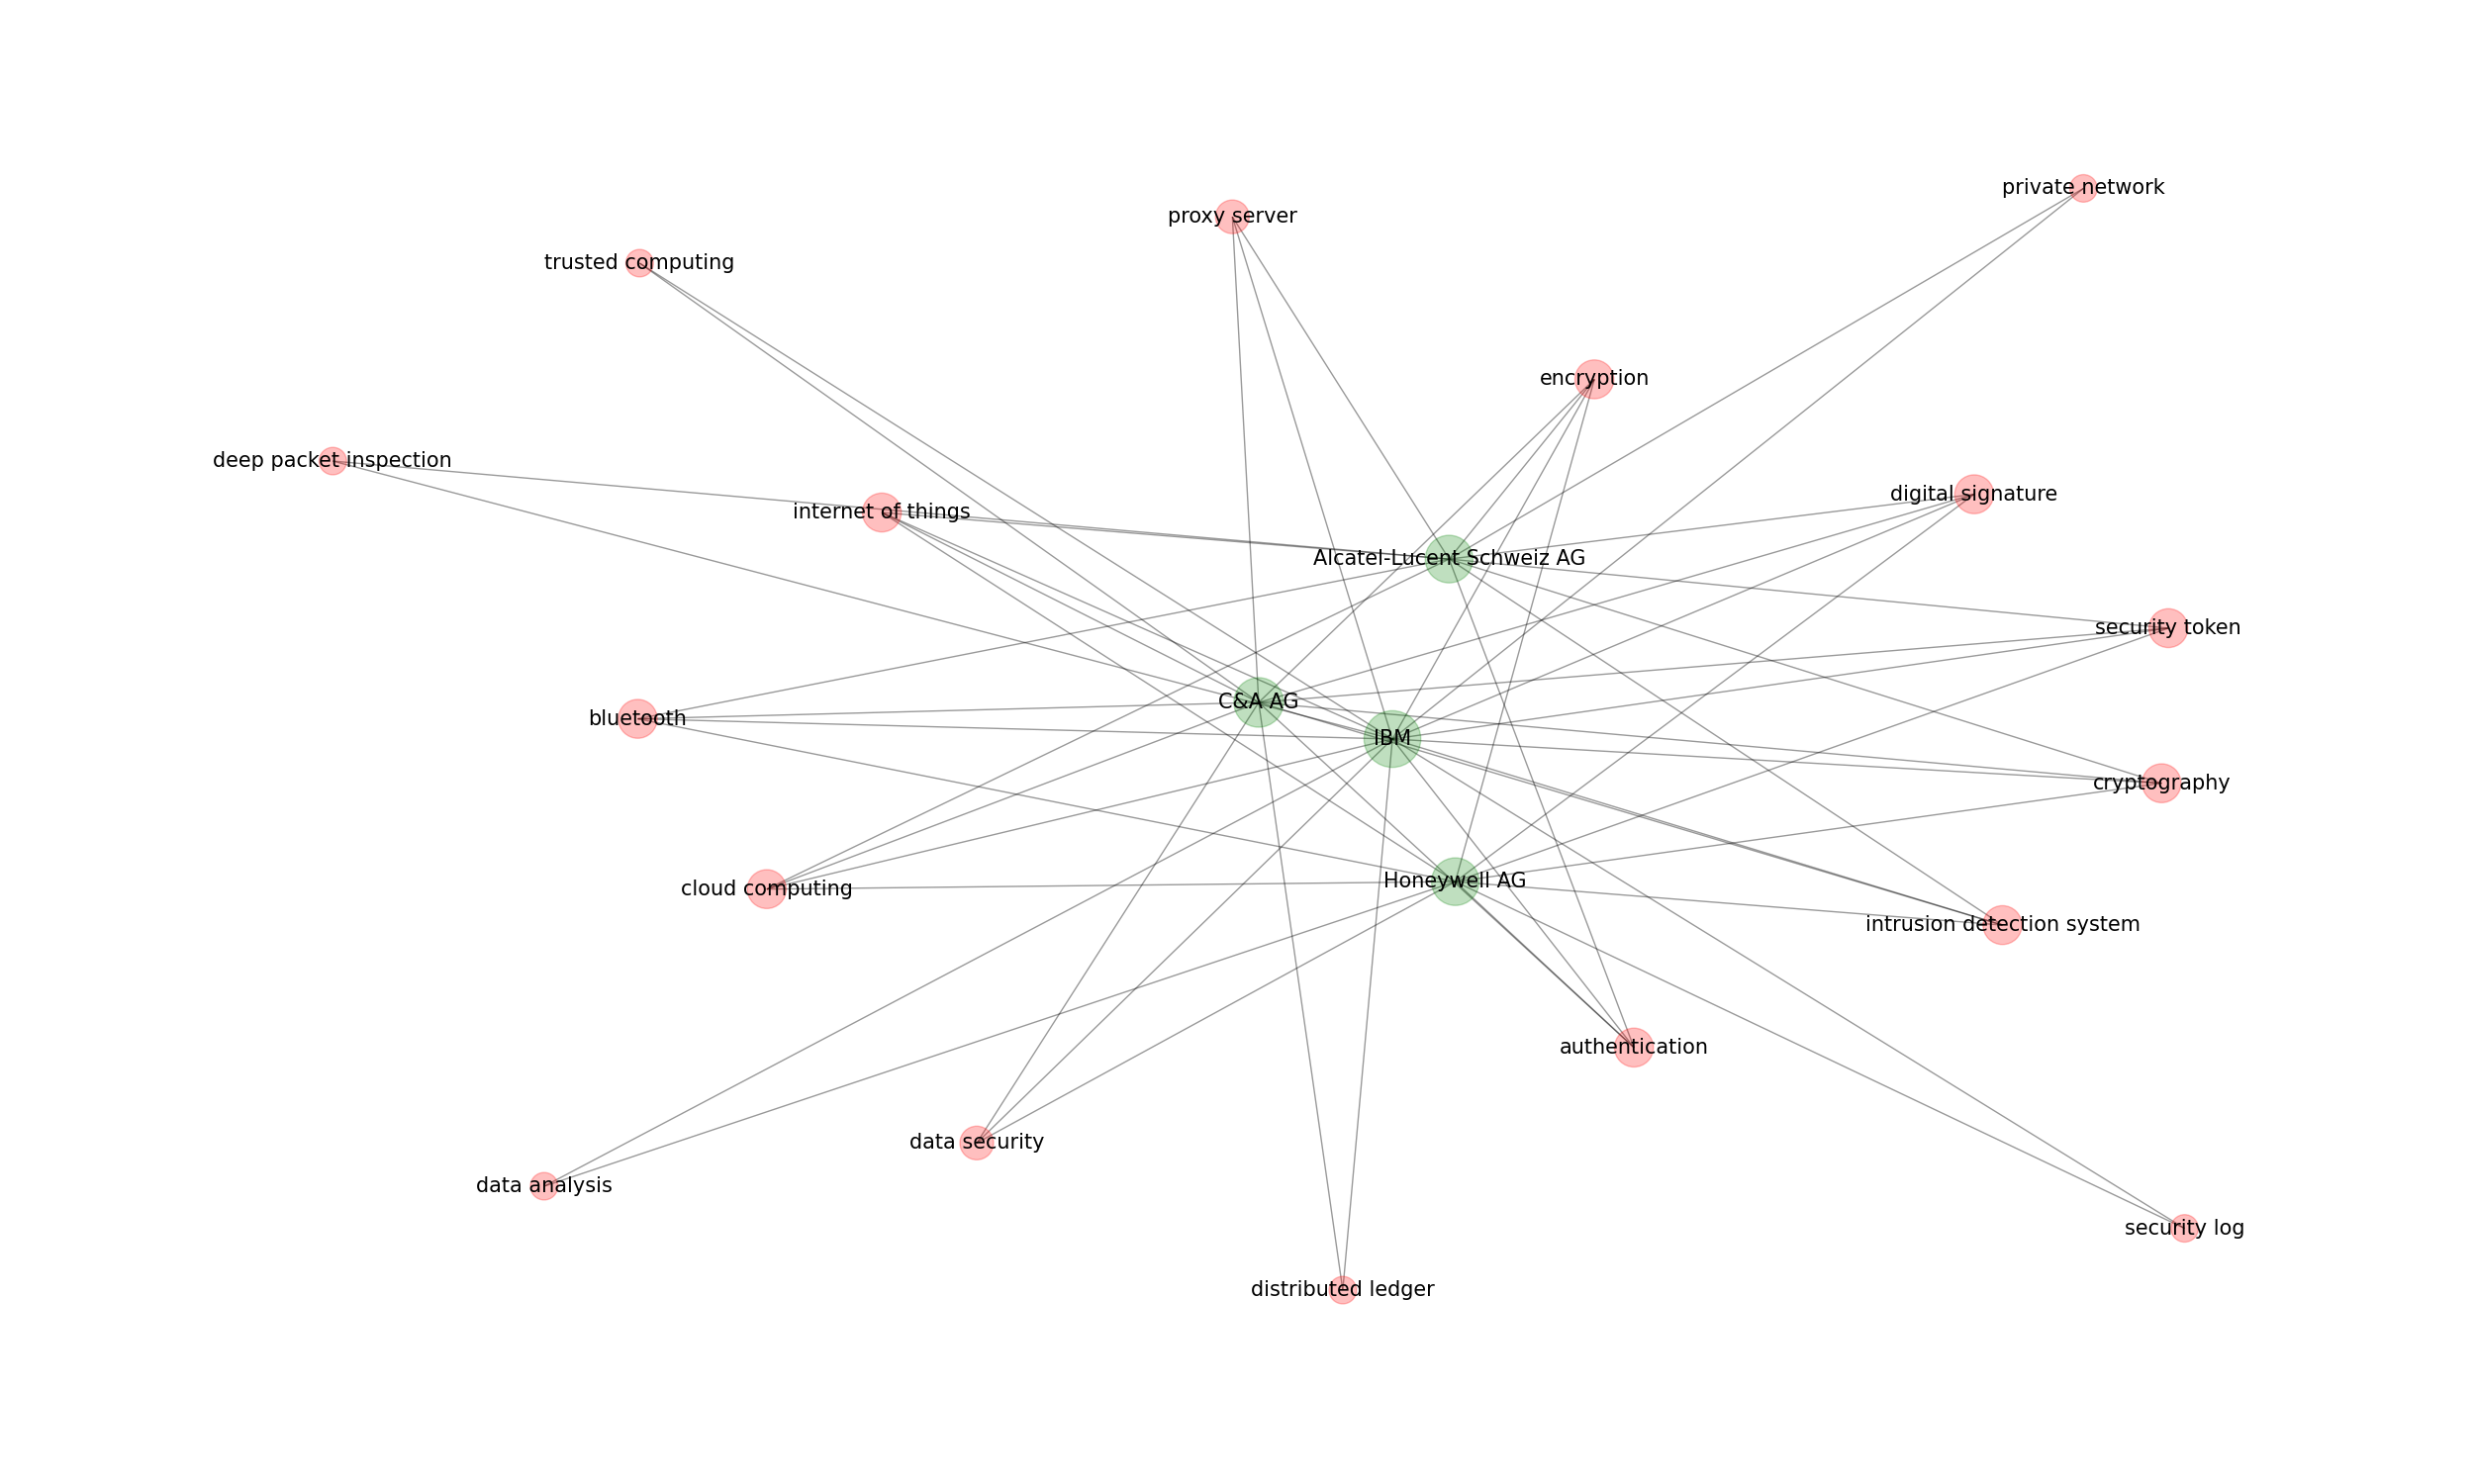 private network
proxy server
trusted computing
encryption
deep packet inspection
digital signature
internet of things
Alcatel-Lucent Schweiz AG
security token
C&A AG
bluetooth
IBM
cryptography
Honeywell AG
cloud computing
intrusion detection system
authentication
data security
data analysis
security log
distributed ledger